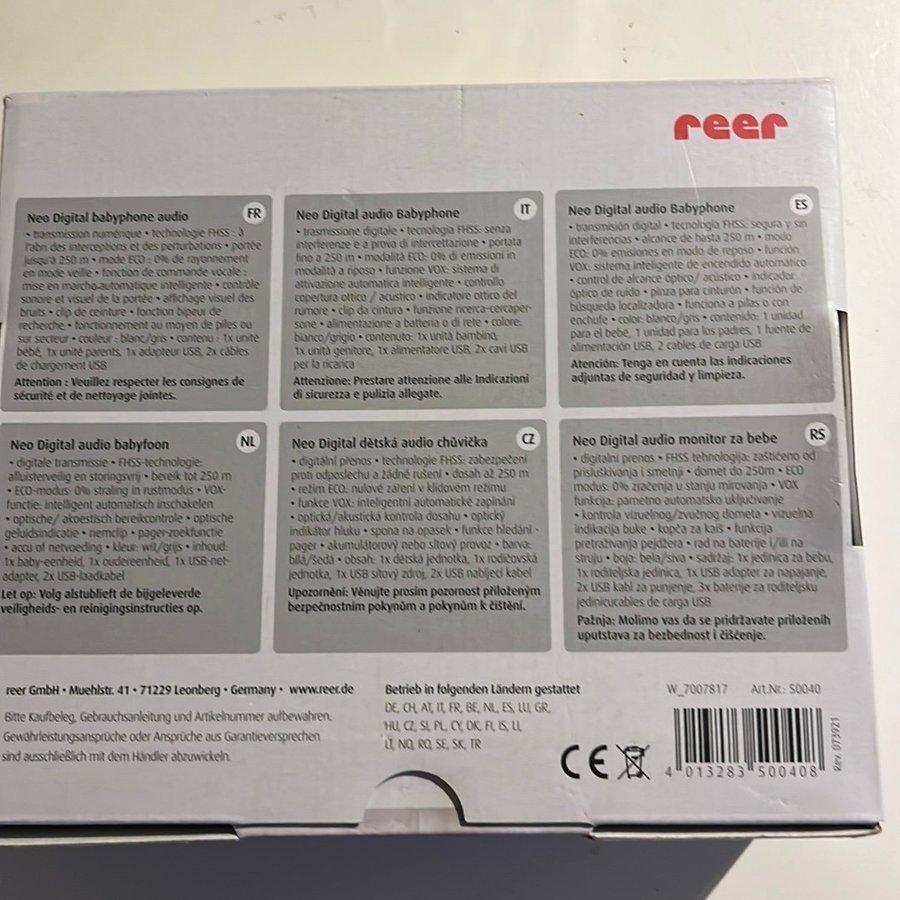 reer
Neo Digital babyphone audio
FR
• transmission numérique • technologie FHSS : à
l'abri des interceptions et des perturbations • portée
jusqu'à 250 m • mode ECO : 0% de rayonnement
en mode veille • fonction de commande vocale :
mise en marche automatique intelligente • contrôle
sonore et visuel de la portée • affichage visuel des
bruits • clip de ceinture • fonction bipeur de
recherche • fonctionnement au moyen de piles ou
sur secteur • couleur : blanc/gris • contenu : 1x unité
bébé, 1x unité parents, 1x adaptateur USB, 2x câbles
de chargement USB
Attention : Veuillez respecter les consignes de
sécurité et de nettoyage jointes.
Neo Digital audio Babyphone
IT
• trasmissione digitale • tecnologia FHSS: senza
interferenze e a prova di intercettazione • portata
fino a 250 m • modalità ECO: 0% di emissioni in
modalità a riposo • funzione VOX: sistema di
attivazione automatica intelligente • controllo
copertura ottico / acustico • indicatore ottico del
rumore • clip da cintura • funzione ricerca-cercaper-
sone • alimentazione a batteria o di rete • colore:
bianco/grigio • contenuto: 1x unità bambino,
1x unità genitore, 1x alimentatore USB, 2x cavi USB
per la ricarica
Attenzione: Prestare attenzione alle Indicazioni
di sicurezza e pulizia allegate.
Neo Digital audio Babyphone
ES
• transmisión digital • tecnología FHSS: segura y sin
interferencias • alcance de hasta 250 m • modo
ECO: 0% emisiones en modo de reposo • función
VOX: sistema inteligente de encendido automático
• control de alcance óptico/ acústico • indicador
óptico de ruido • pinza para cinturón • función de
búsqueda localizadora • funciona a pilas o con
enchufe • color: blanco/gris • contenido: 1 unidad
para el bebé, 1 unidad para los padres, 1 fuente de
alimentación USB, 2 cables de carga USB
Atención: Tenga en cuenta las indicaciones
adjuntas de seguridad y limpieza.
Neo Digital audio babyfoon
NL
• digitale transmissie • FHSS-technologie:
afluisterveilig en storingsvrij • bereik tot 250 m
• ECO-modus: 0% straling in rustmodus • VOX-
functie: intelligent automatisch inschakelen
• optische/ akoestisch bereikcontrole • optische
geluidsindicatie • riemclip • pager-zoekfunctie
• accu of netvoeding • kleur: wit/grijs • inhoud:
1x baby-eenheid, 1x oudereenheid, 1x USB-net-
adapter, 2x USB-laadkabel
Let op: Volg alstublieft de bijgeleverde
veiligheids- en reinigingsinstructies op.
Neo Digital dětská audio chůvička
CZ
• digitální přenos • technologie FHSS: zabezpečení
proti odposlechu a žádné rušení • dosah až 250 m
• režim ECO: nulové záření v klidovém režimu
• funkce VOX: inteligentní automatické zapínání
• optická/akustická kontrola dosahu • optický
indikátor hluku • spona na opasek • funkce hledání -
pager • akumulátorový nebo síťový provoz • barva:
bílá/šedá • obsah: 1x dětská jednotka, 1x rodičovská
jednotka, 1x USB síťový zdroj, 2x USB nabíjecí kabel
Upozornění: Věnujte prosím pozornost přiloženým
bezpečnostním pokynům a pokynům k čištění.
Neo Digital audio monitor za bebe
RS
• digitalni prenos • FHSS tehnologija: zaštićeno od
prisluškivanja i smetnji • domet do 250m • ECO
modus: 0% zračenja u stanju mirovanja • VOX
funkcija: pametno automatsko uključivanje
• kontrola vizuelnog/zvučnog dometa • vizuelna
indikacija buke • kopča za kaiš • funkcija
pretraživanja pejdžera • rad na baterije i/ili na
struju • boja: bela/siva • sadržaj: 1x jedinica za bebu,
1x roditeljska jedinica, 1x USB adapter za napajanje,
2x USB kabl za punjenje, 3x baterije za roditeljsku
jedinicucables de carga USB
Pažnja: Molimo vas da se pridržavate priloženih
uputstava za bezbednost i čišćenje.
reer GmbH • Muehlstr. 41 • 71229 Leonberg • Germany • www.reer.de
Bitte Kaufbeleg, Gebrauchsanleitung und Artikelnummer aufbewahren.
Gewährleistungsansprüche oder Ansprüche aus Garantieversprechen
sind ausschließlich mit dem Händler abzuwickeln.
Betrieb in folgenden Ländern gestattet
DE, CH, AT, IT, FR, BE, NL, ES, LU, GR,
HU, CZ, SI, PL, CY, DK, FI, IS, LI,
LT, NO, RO, SE, SK, TR
W_7007817 Art.Nr.: 50040
CE
4 013283 500408
Rev. 073921